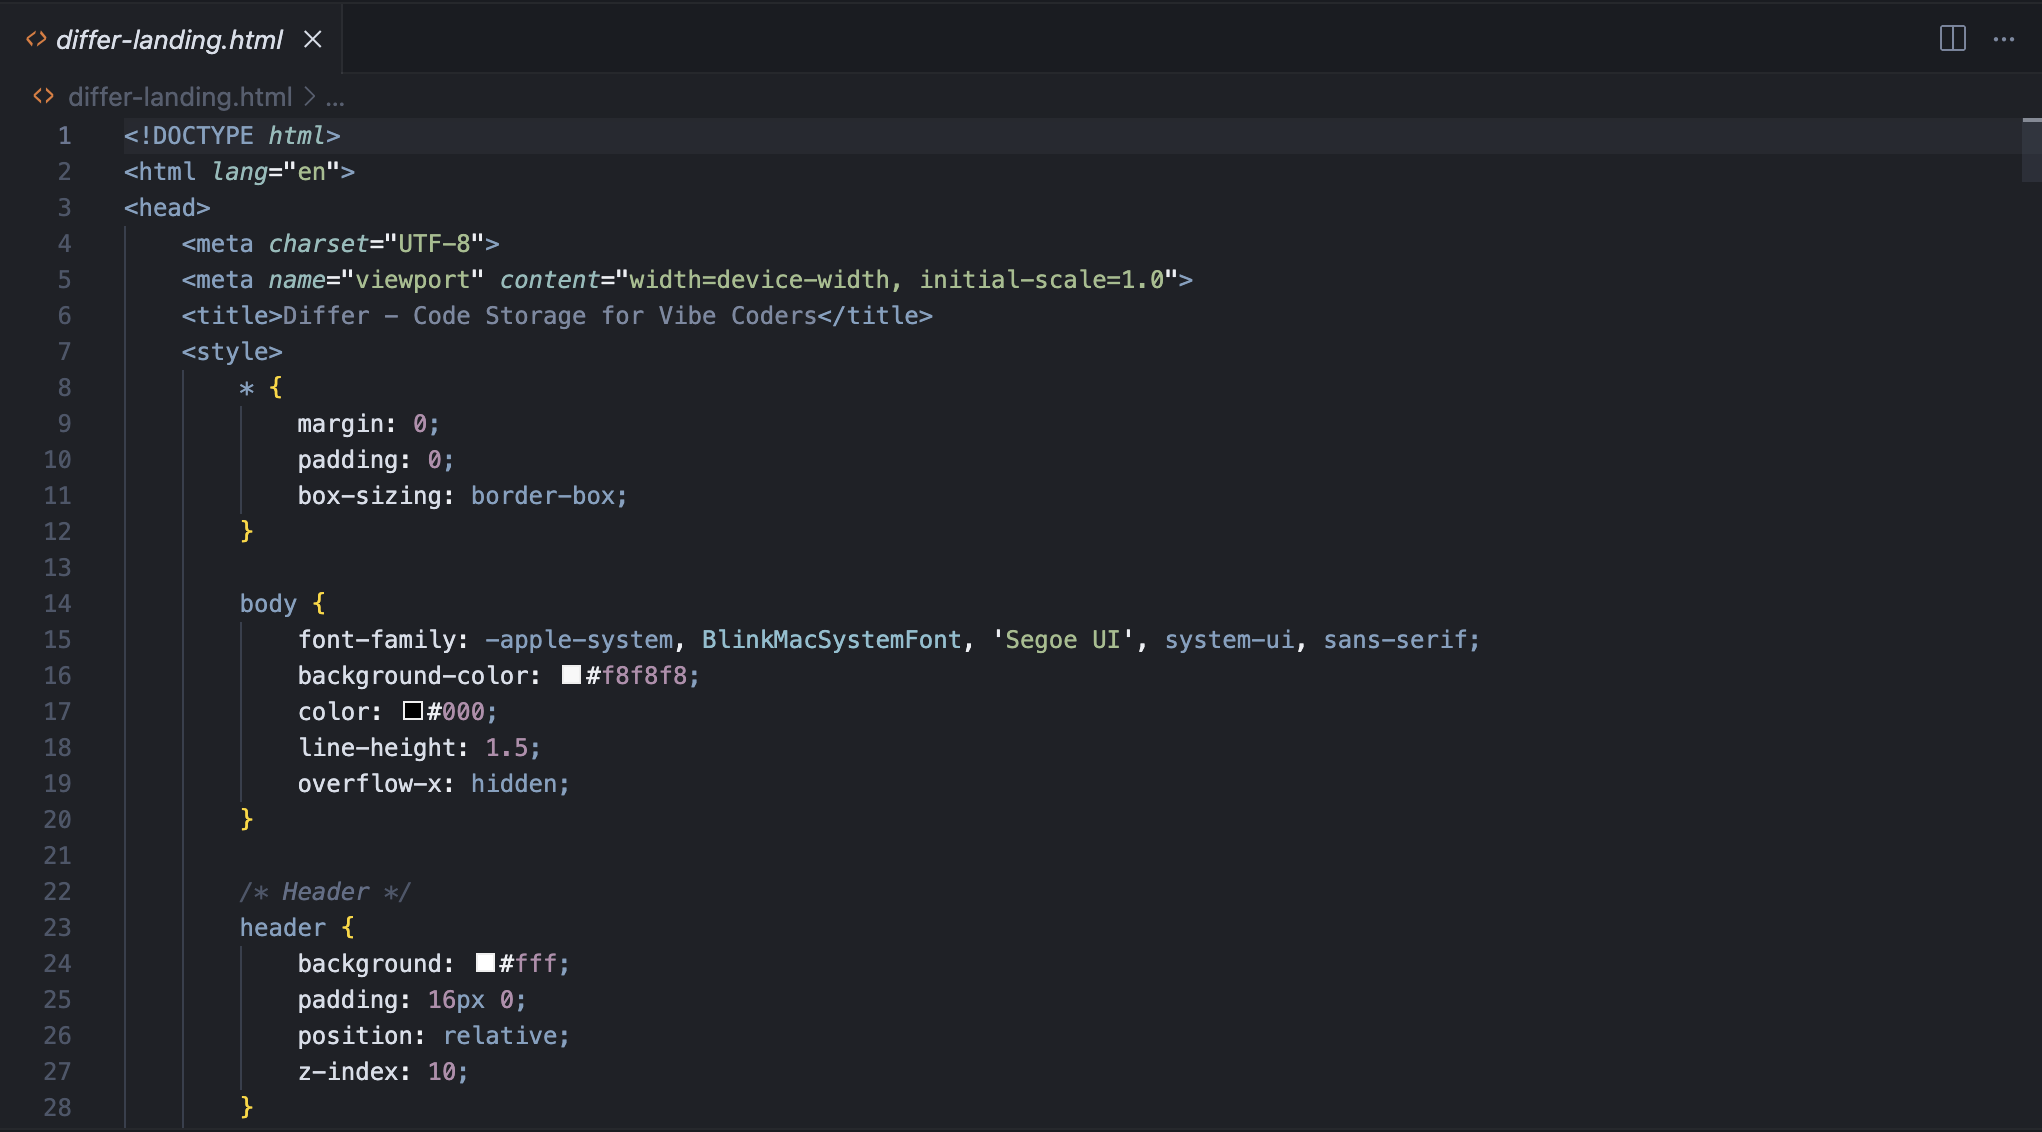 differ-landing.html
differ-landing.html > ...
1 <!DOCTYPE html>
2 <html lang="en">
3 <head>
4     <meta charset="UTF-8">
5     <meta name="viewport" content="width=device-width, initial-scale=1.0">
6     <title>Differ - Code Storage for Vibe Coders</title>
7     <style>
8         * {
9             margin: 0;
10             padding: 0;
11             box-sizing: border-box;
12         }
13
14         body {
15             font-family: -apple-system, BlinkMacSystemFont, 'Segoe UI', system-ui, sans-serif;
16             background-color: #f8f8f8;
17             color: #000;
18             line-height: 1.5;
19             overflow-x: hidden;
20         }
21
22         /* Header */
23         header {
24             background: #fff;
25             padding: 16px 0;
26             position: relative;
27             z-index: 10;
28         }